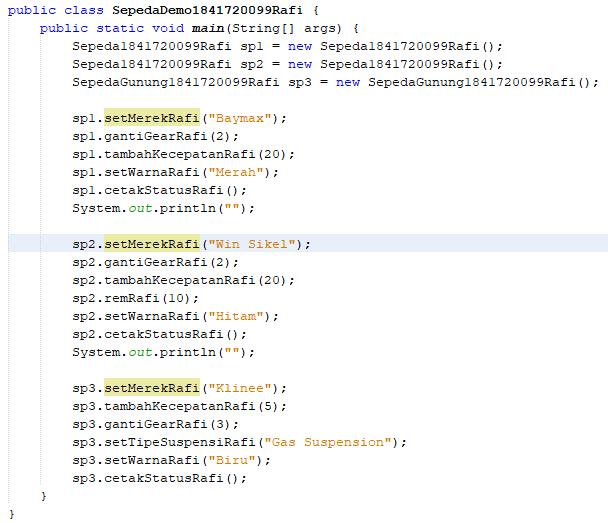 public class SepedaDemo1841720099Rafi {
    public static void main(String[] args) {
        Sepeda1841720099Rafi sp1 = new Sepeda1841720099Rafi();
        Sepeda1841720099Rafi sp2 = new Sepeda1841720099Rafi();
        SepedaGunung1841720099Rafi sp3 = new SepedaGunung1841720099Rafi();

        sp1.setMerekRafi("Baymax");
        sp1.gantiGearRafi(2);
        sp1.tambahKecepatanRafi(20);
        sp1.setWarnaRafi("Merah");
        sp1.cetakStatusRafi();
        System.out.println("");

        sp2.setMerekRafi("Win Sikel");
        sp2.gantiGearRafi(2);
        sp2.tambahKecepatanRafi(20);
        sp2.remRafi(10);
        sp2.setWarnaRafi("Hitam");
        sp2.cetakStatusRafi();
        System.out.println("");

        sp3.setMerekRafi("Klinee");
        sp3.tambahKecepatanRafi(5);
        sp3.gantiGearRafi(3);
        sp3.setTipeSuspensiRafi("Gas Suspension");
        sp3.setWarnaRafi("Biru");
        sp3.cetakStatusRafi();
    }
}